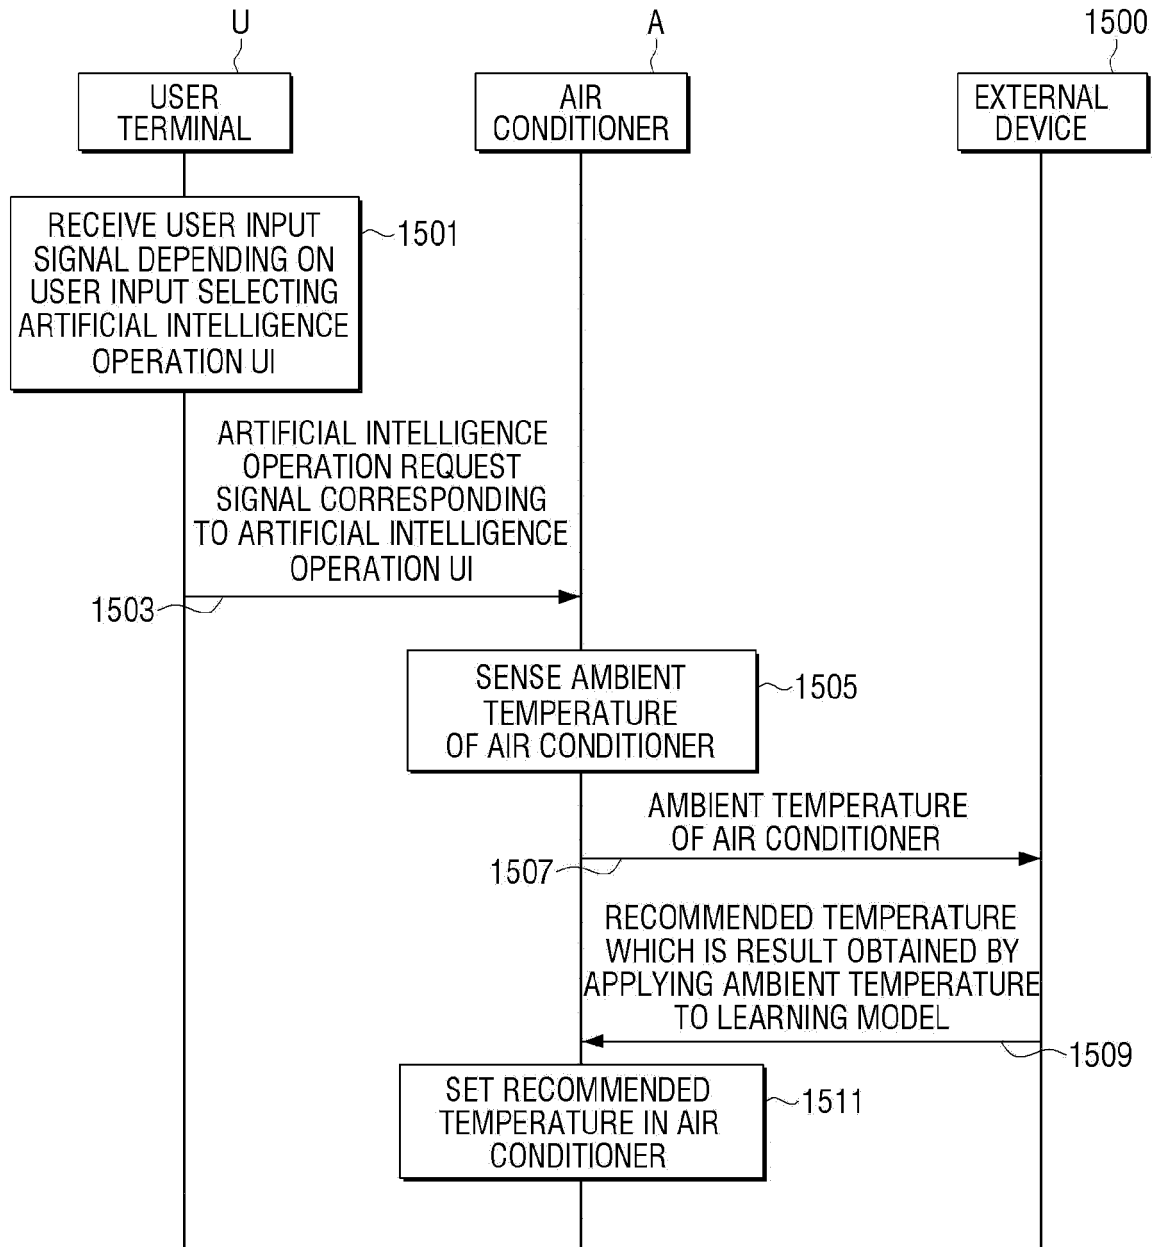 U
A
1500
USER
TERMINAL
AIR
CONDITIONER
EXTERNAL
DEVICE
RECEIVE USER INPUT
SIGNAL DEPENDING ON
USER INPUT SELECTING
ARTIFICIAL INTELLIGENCE
OPERATION UI
1501
ARTIFICIAL INTELLIGENCE
OPERATION REQUEST
SIGNAL CORRESPONDING
TO ARTIFICIAL INTELLIGENCE
OPERATION UI
1503
SENSE AMBIENT
TEMPERATURE
OF AIR CONDITIONER
1505
AMBIENT TEMPERATURE
OF AIR CONDITIONER
1507
RECOMMENDED TEMPERATURE
WHICH IS RESULT OBTAINED BY
APPLYING AMBIENT TEMPERATURE
TO LEARNING MODEL
1509
SET RECOMMENDED
TEMPERATURE IN AIR
CONDITIONER
1511